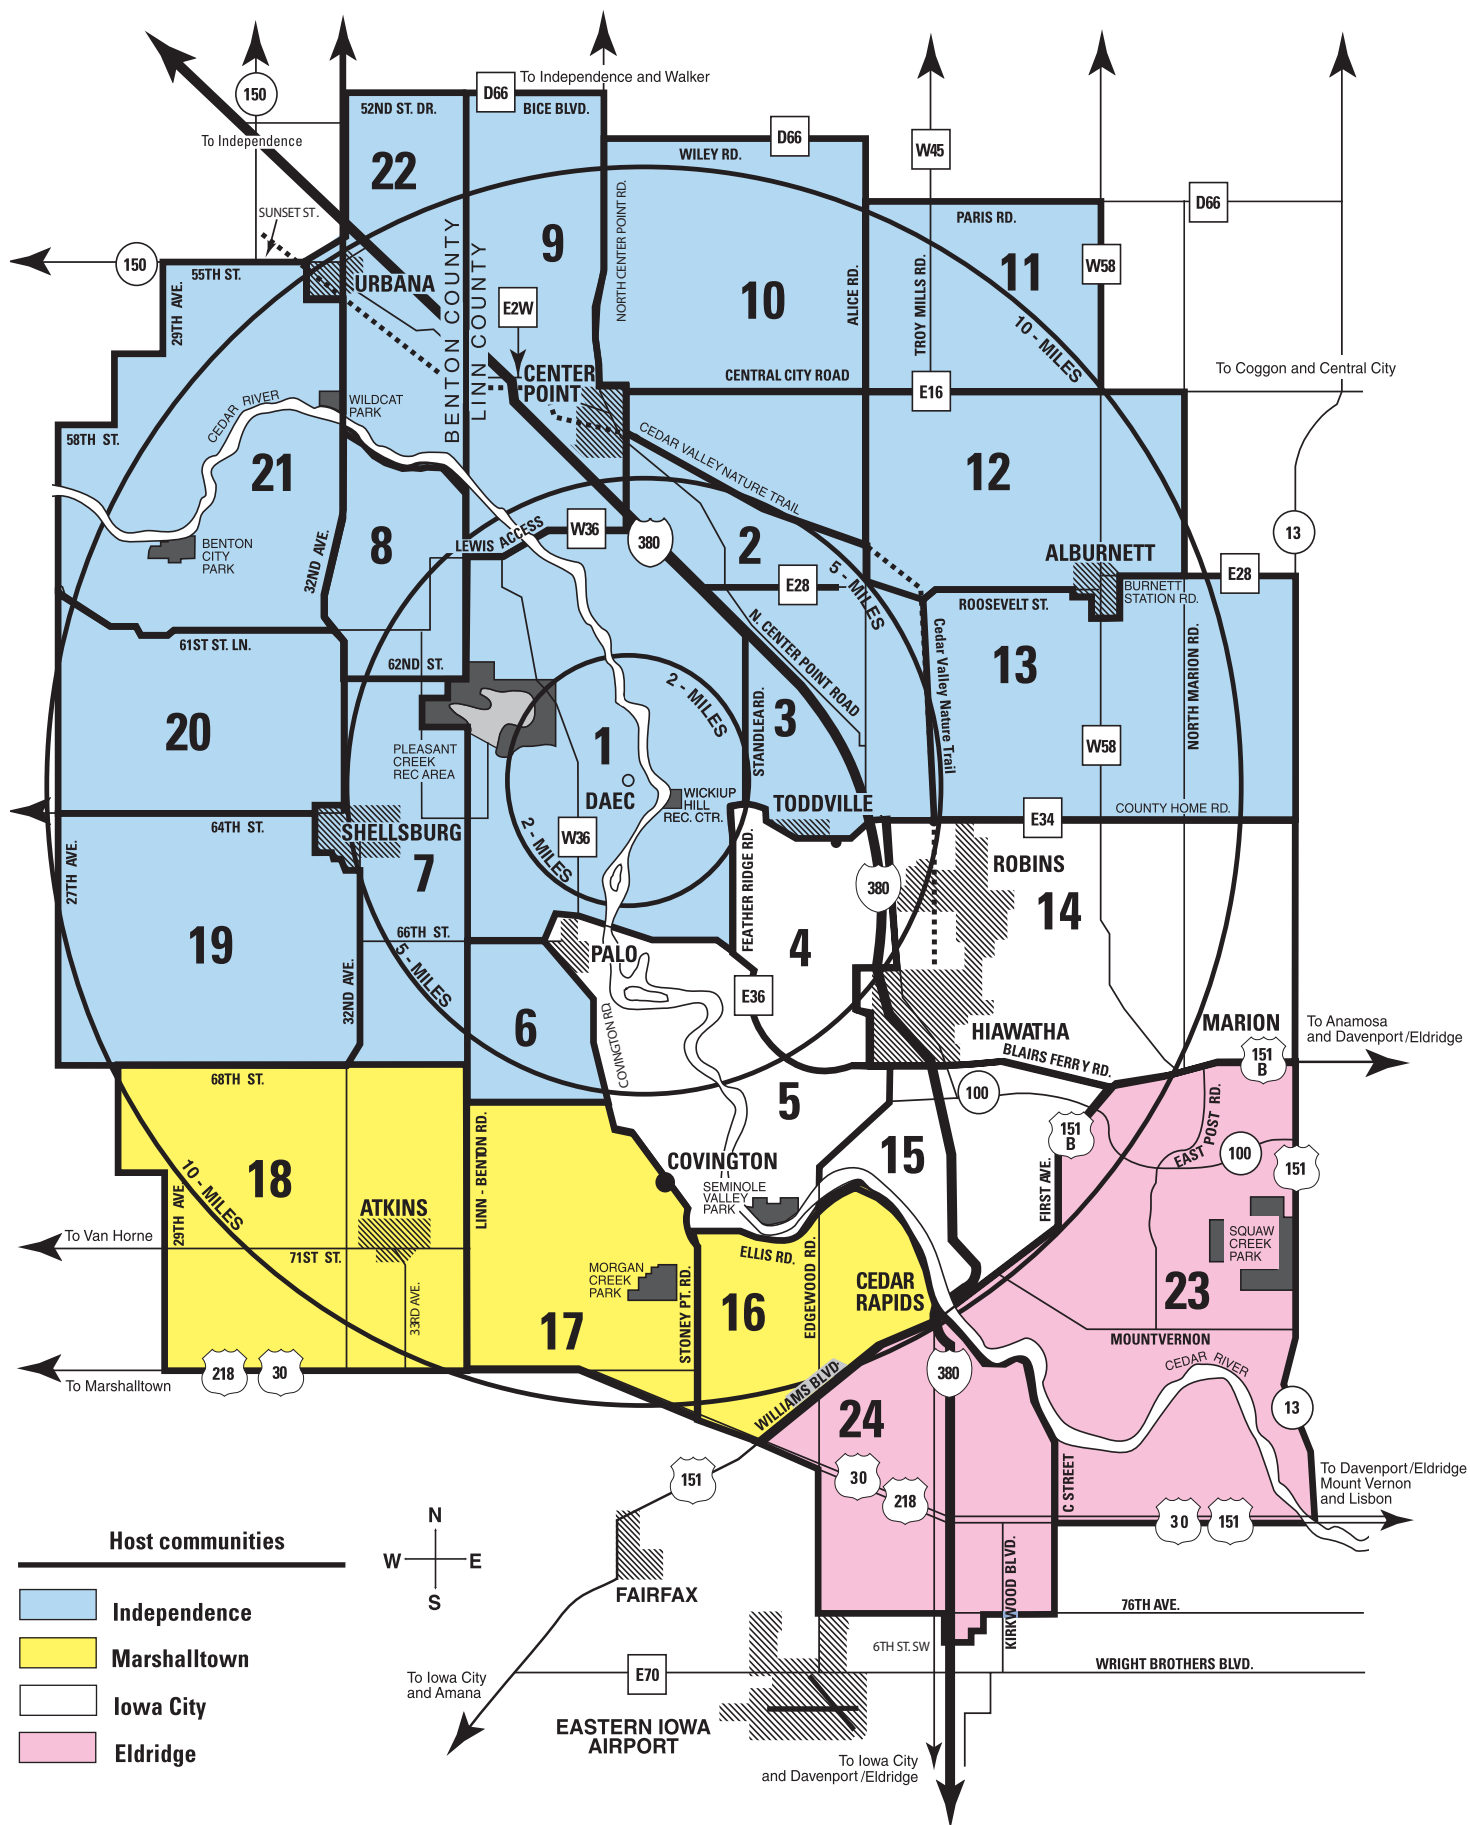 To Independence and Walker
150
D66
52ND ST. DR.
BICE BLVD.
To Independence
D66
W45
WILEY RD.
22
NORTH CENTER POINT RD.
D66
SUNSET ST.
PARIS RD.
150
55TH ST.
URBANA
BENTON COUNTY
LINN COUNTY
9
10
ALICE RD.
TROY MILLS RD.
11
W58
29TH AVE.
E2W
10 - MILES
CENTER
POINT
CENTRAL CITY ROAD
E16
To Coggon and Central City
CEDAR RIVER
WILDCAT
PARK
58TH ST.
CEDAR VALLEY NATURE TRAIL
21
12
8
LEWIS ACCESS
W36
380
2
13
BENTON
CITY
PARK
32ND AVE.
5 - MILES
ALBURNETT
E28
E28
BURNETT
STATION RD.
ROOSEVELT ST.
61ST ST. LN.
62ND ST.
N. CENTER POINT ROAD
Cedar Valley Nature Trail
13
NORTH MARION RD.
20
2 - MILES
STANDLEA RD.
3
1
W58
PLEASANT
CREEK
REC AREA
DAEC
WICKIUP
HILL
REC. CTR.
TODDVILLE
COUNTY HOME RD.
E34
64TH ST.
SHELLSBURG
2 - MILES
W36
7
27TH AVE.
FEATHER RIDGE RD.
380
ROBINS
14
19
66TH ST.
PALO
4
32ND AVE.
5 - MILES
E36
6
COVINGTON RD.
HIAWATHA
MARION
To Anamosa
and Davenport/Eldridge
BLAIRS FERRY RD.
151
B
68TH ST.
100
5
LINN - BENTON RD.
151
B
EAST POST RD.
100
151
15
COVINGTON
18
10 - MILES
29TH AVE.
ATKINS
SEMINOLE
VALLEY
PARK
FIRST AVE.
To Van Horne
71ST ST.
ELLIS RD.
SQUAW
CREEK
PARK
MORGAN
CREEK
PARK
STONEY PT. RD.
EDGEWOOD RD.
CEDAR
RAPIDS
23
33RD AVE.
17
16
MOUNTVERNON
218
30
To Marshalltown
380
CEDAR RIVER
WILLIAMS BLVD.
13
24
151
30
218
C STREET
To Davenport/Eldridge
Mount Vernon
and Lisbon
30
151
Host communities
N
W
E
S
KIRKWOOD BLVD.
FAIRFAX
Independence
76TH AVE.
6TH ST. SW
Marshalltown
WRIGHT BROTHERS BLVD.
E70
To Iowa City
and Amana
Iowa City
EASTERN IOWA
AIRPORT
Eldridge
To Iowa City
and Davenport/Eldridge